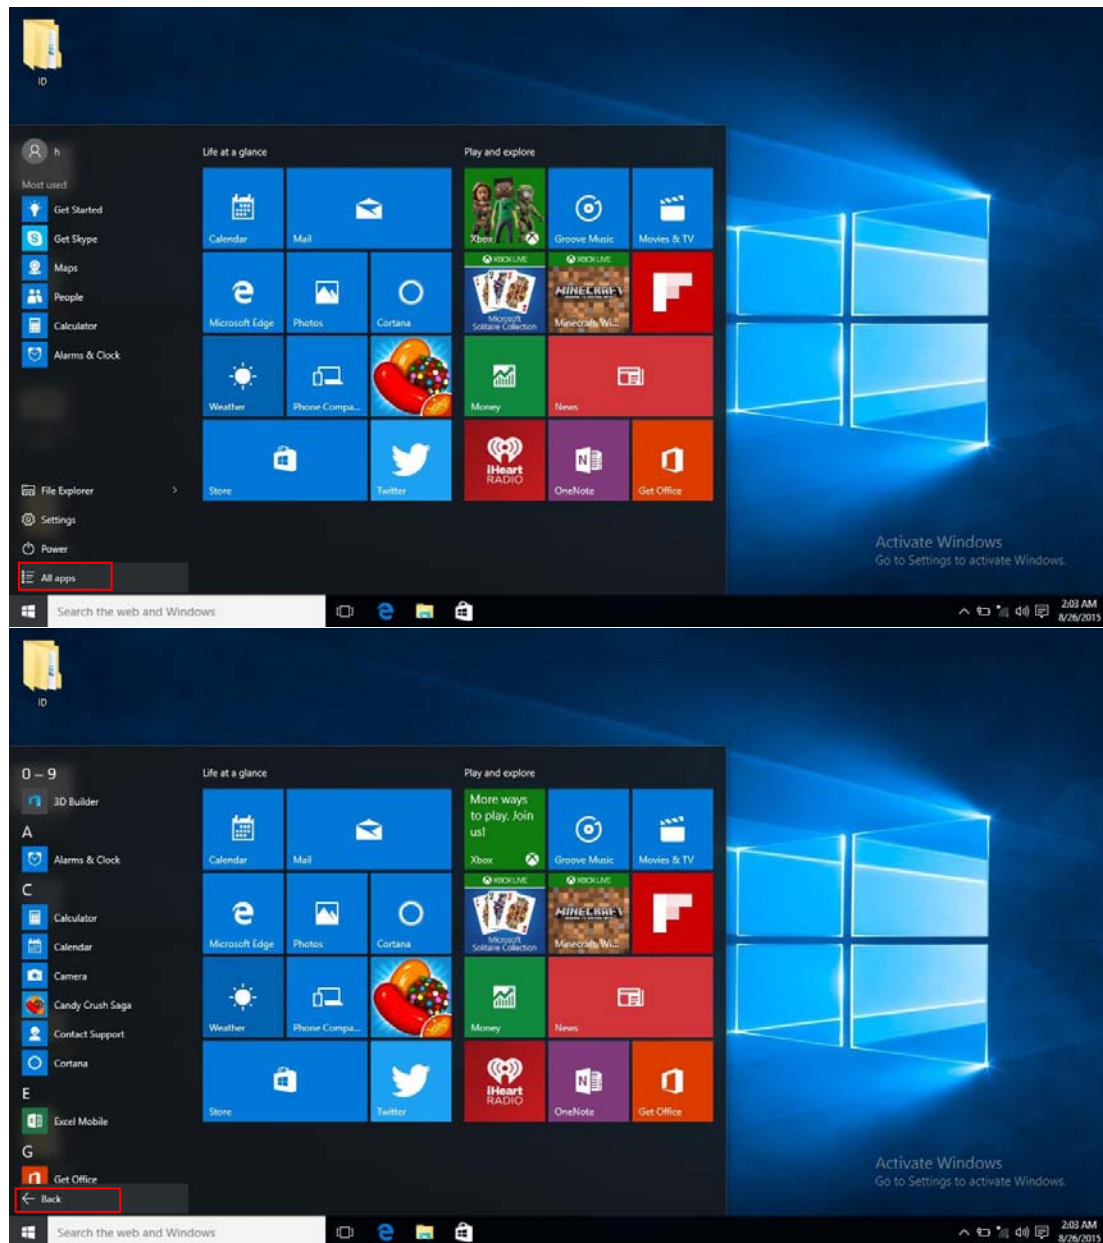 ID
h
Life at a glance
Play and explore
Most used
Get Started
Get Skype
Maps
People
Calculator
Alarms & Clock
File Explorer
Settings
Power
All apps
Calendar
Mail
Xbox
Groove Music
Movies & TV
XBOX LIVE
XBOX LIVE
MINECRAFT
Microsoft Edge
Photos
Cortana
Microsoft
Solitaire Collection
Minecraft: Wi...
Weather
Phone Compa...
Money
News
iHeart
RADIO
Store
Twitter
OneNote
Get Office
Activate Windows
Go to Settings to activate Windows.
Search the web and Windows
2:03 AM
8/26/2015
ID
0 – 9
3D Builder
A
Alarms & Clock
C
Calculator
Calendar
Camera
Candy Crush Saga
Contact Support
Cortana
E
Excel Mobile
G
Get Office
Back
Life at a glance
Play and explore
Calendar
Mail
More ways
to play. Join
us!
Xbox
Groove Music
Movies & TV
XBOX LIVE
XBOX LIVE
MINECRAFT
Microsoft Edge
Photos
Cortana
Microsoft
Solitaire Collection
Minecraft: Wi...
Weather
Phone Compa...
Money
News
iHeart
RADIO
Store
Twitter
OneNote
Get Office
Activate Windows
Go to Settings to activate Windows.
Search the web and Windows
2:03 AM
8/26/2015